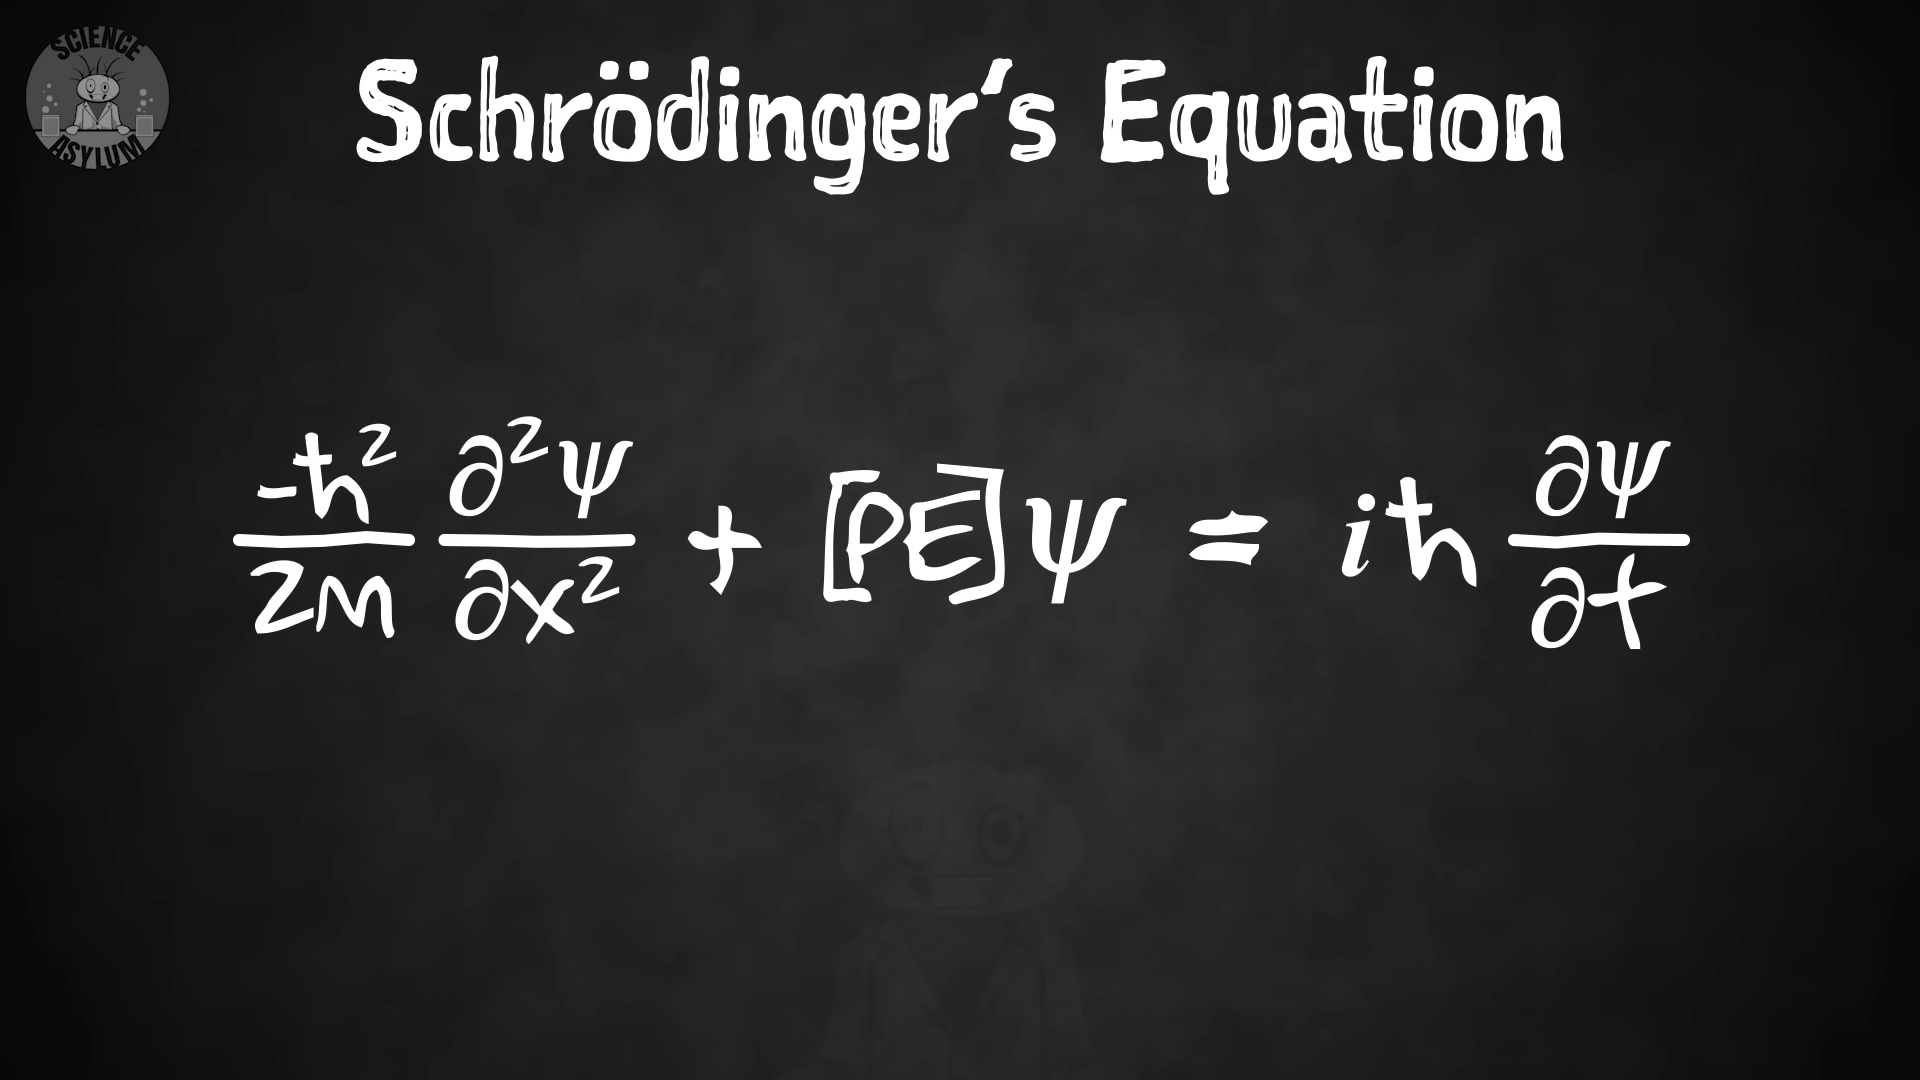 SCIENCE
ASYLUM
Schrödinger's Equation
-ħ²/2m ∂²ψ/∂x² + [PE]ψ = iħ ∂ψ/∂t